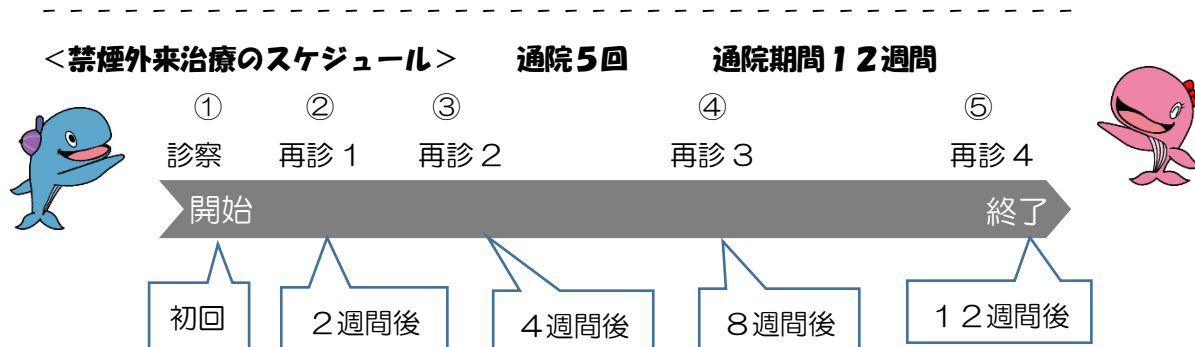 <禁煙外来治療のスケジュール> 通院5回 通院期間12週間
① ② ③ ④ ⑤
診察 再診1 再診2 再診3 再診4
開始 終了
初回 2週間後 4週間後 8週間後 12週間後